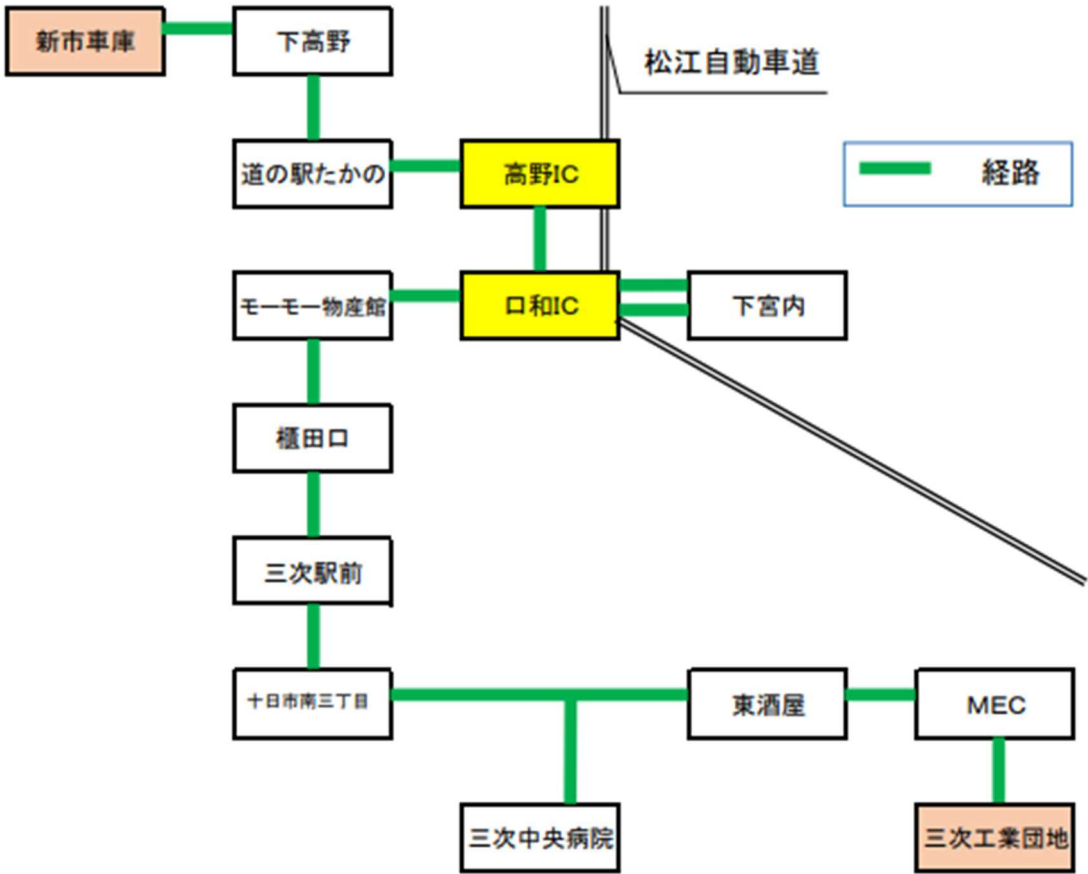 新市車庫
下高野
松江自動車道
道の駅たかの
高野IC
経路
モーモー物産館
口和IC
下宮内
櫃田口
三次駅前
十日市南三丁目
東酒屋
MEC
三次中央病院
三次工業団地